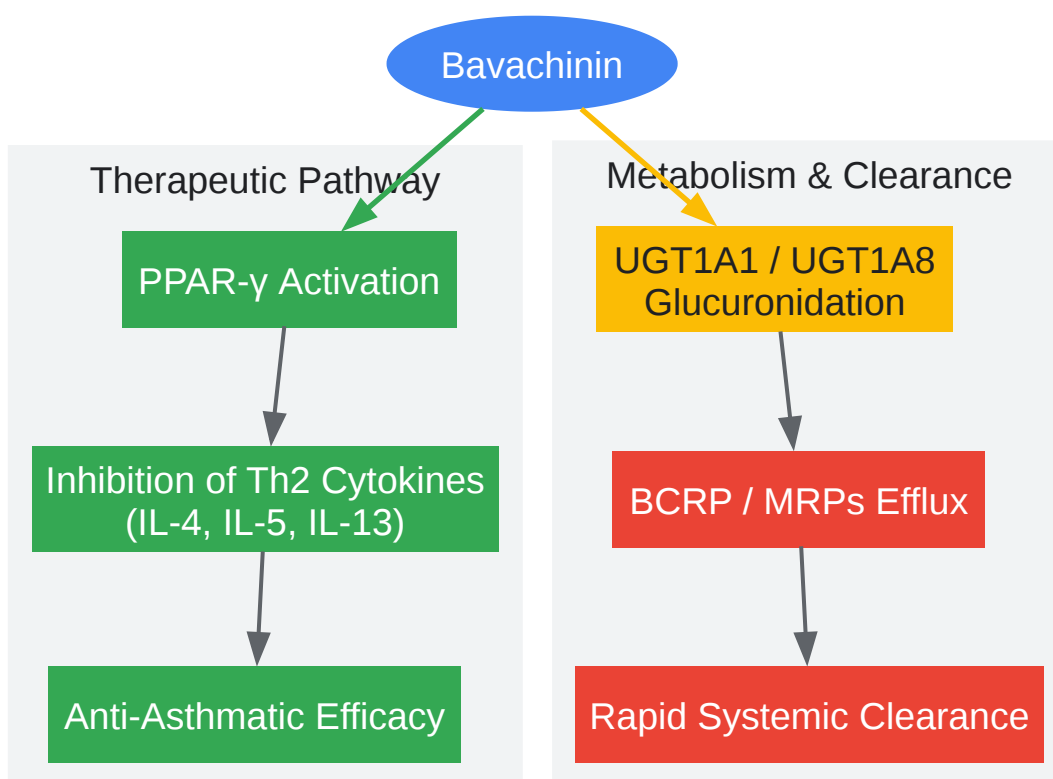 Bavachinin
Therapeutic Pathway
PPAR-γ Activation
Inhibition of Th2 Cytokines
(IL-4, IL-5, IL-13)
Anti-Asthmatic Efficacy
Metabolism & Clearance
UGT1A1 / UGT1A8
Glucuronidation
BCRP / MRPs Efflux
Rapid Systemic Clearance